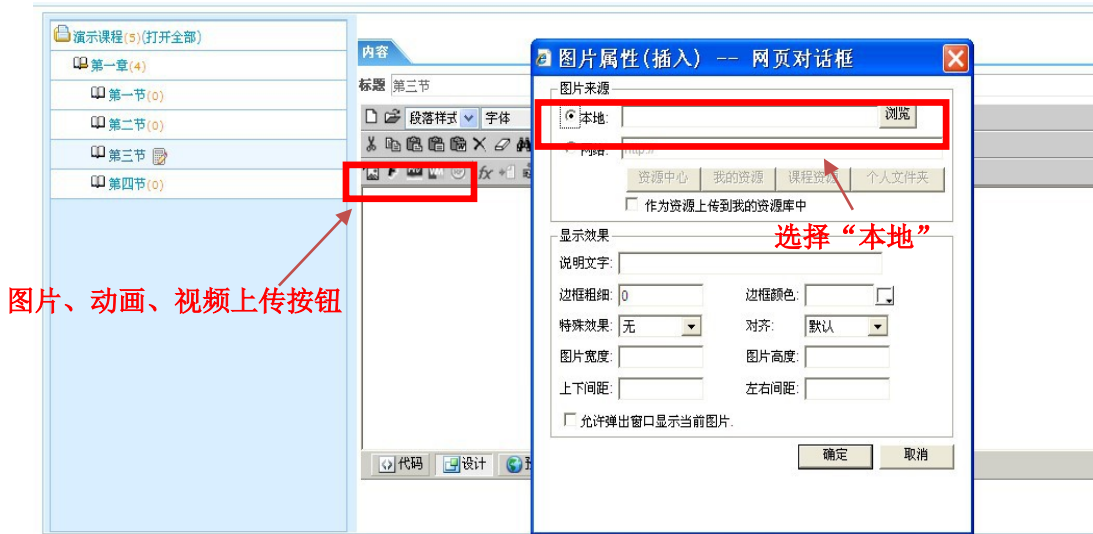 演示课程(5)(打开全部)
第一章(4)
第一节(0)
第二节(0)
第三节
第四节(0)
内容
标题 第三节
段落样式 字体
fx
代码 设计
图片、动画、视频上传按钮
图片属性(插入) -- 网页对话框
图片来源
本地: 浏览
网络: http://
资源中心 我的资源 课程资源 个人文件夹
作为资源上传到我的资源库中
选择“本地”
显示效果
说明文字:
边框粗细: 0 边框颜色:
特殊效果: 无 对齐: 默认
图片宽度: 图片高度:
上下间距: 左右间距:
允许弹出窗口显示当前图片.
确定 取消